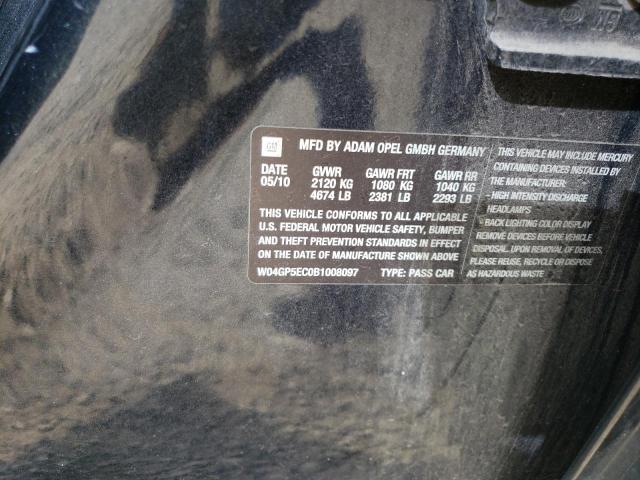 GM
MFD BY ADAM OPEL GMBH GERMANY
DATE GVWR GAWR FRT GAWR RR
05/10 2120 KG 1080 KG 1040 KG
4674 LB 2381 LB 2293 LB
THIS VEHICLE CONFORMS TO ALL APPLICABLE
U.S. FEDERAL MOTOR VEHICLE SAFETY, BUMPER
AND THEFT PREVENTION STANDARDS IN EFFECT
ON THE DATE OF MANUFACTURE SHOWN ABOVE
W04GP5EC0B1008097 TYPE: PASS CAR
THIS VEHICLE MAY INCLUDE MERCURY
CONTAINING DEVICES INSTALLED BY
THE MANUFACTURER:
- HIGH INTENSITY DISCHARGE
HEADLAMPS
- BACK LIGHTING COLOR DISPLAY
REMOVE DEVICES BEFORE VEHICLE
DISPOSAL. UPON REMOVAL OF DEVICES,
PLEASE REUSE, RECYCLE OR DISPOSE
AS HAZARDOUS WASTE